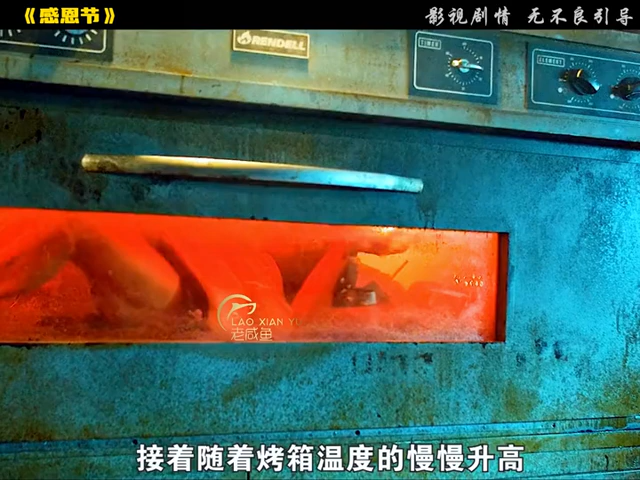 《感恩节》
影视剧情 无不良引导
RENDELL
TIMER
ELEMENT
LAO XIAN YU
老咸鱼
接着随着烤箱温度的慢慢升高